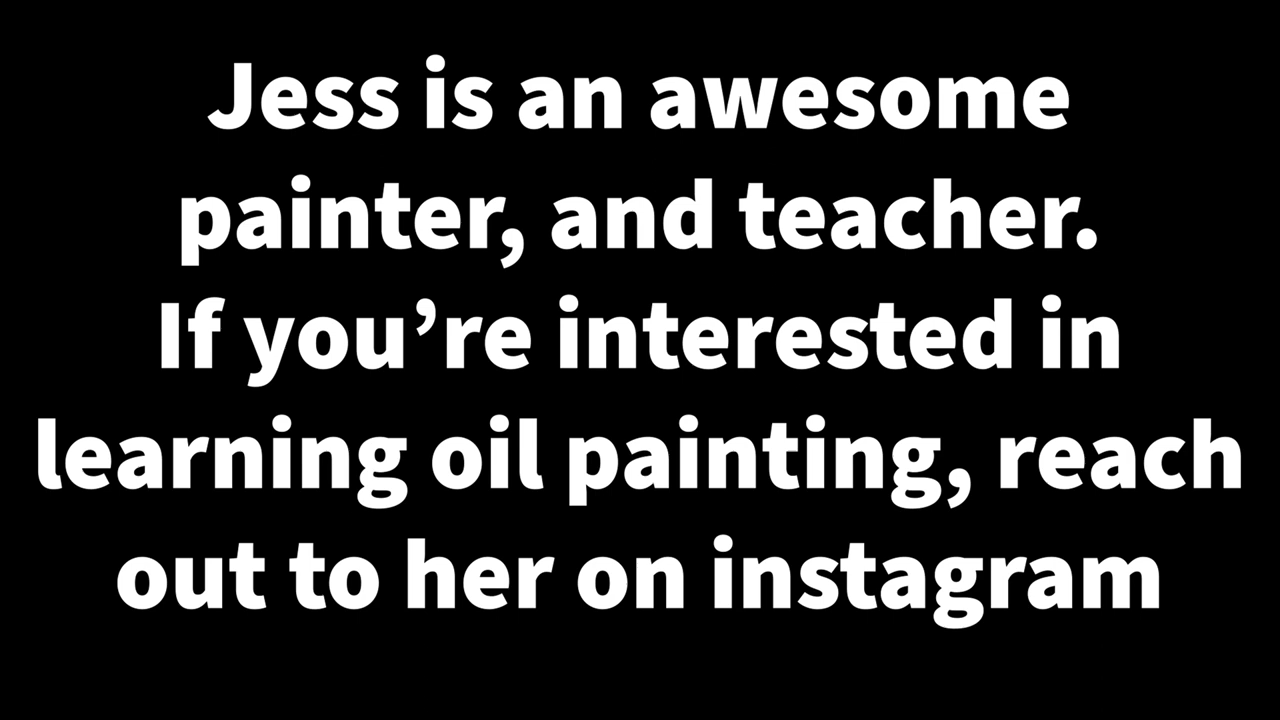 Jess is an awesome
painter, and teacher.
If you’re interested in
learning oil painting, reach
out to her on instagram